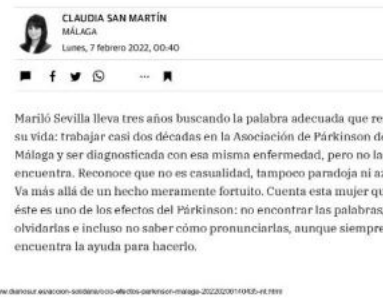 CLAUDIA SAN MARTÍN
MÁLAGA
Lunes, 7 febrero 2022, 00:40
Mariló Sevilla lleva tres años buscando la palabra adecuada que re
su vida: trabajar casi dos décadas en la Asociación de Párkinson de
Málaga y ser diagnosticada con esa misma enfermedad, pero no la
encuentra. Reconoce que no es casualidad, tampoco paradoja ni az
Va más allá de un hecho meramente fortuito. Cuenta esta mujer qu
éste es uno de los efectos del Párkinson: no encontrar las palabras,
olvidarlas e incluso no saber cómo pronunciarlas, aunque siempre
encuentra la ayuda para hacerlo.